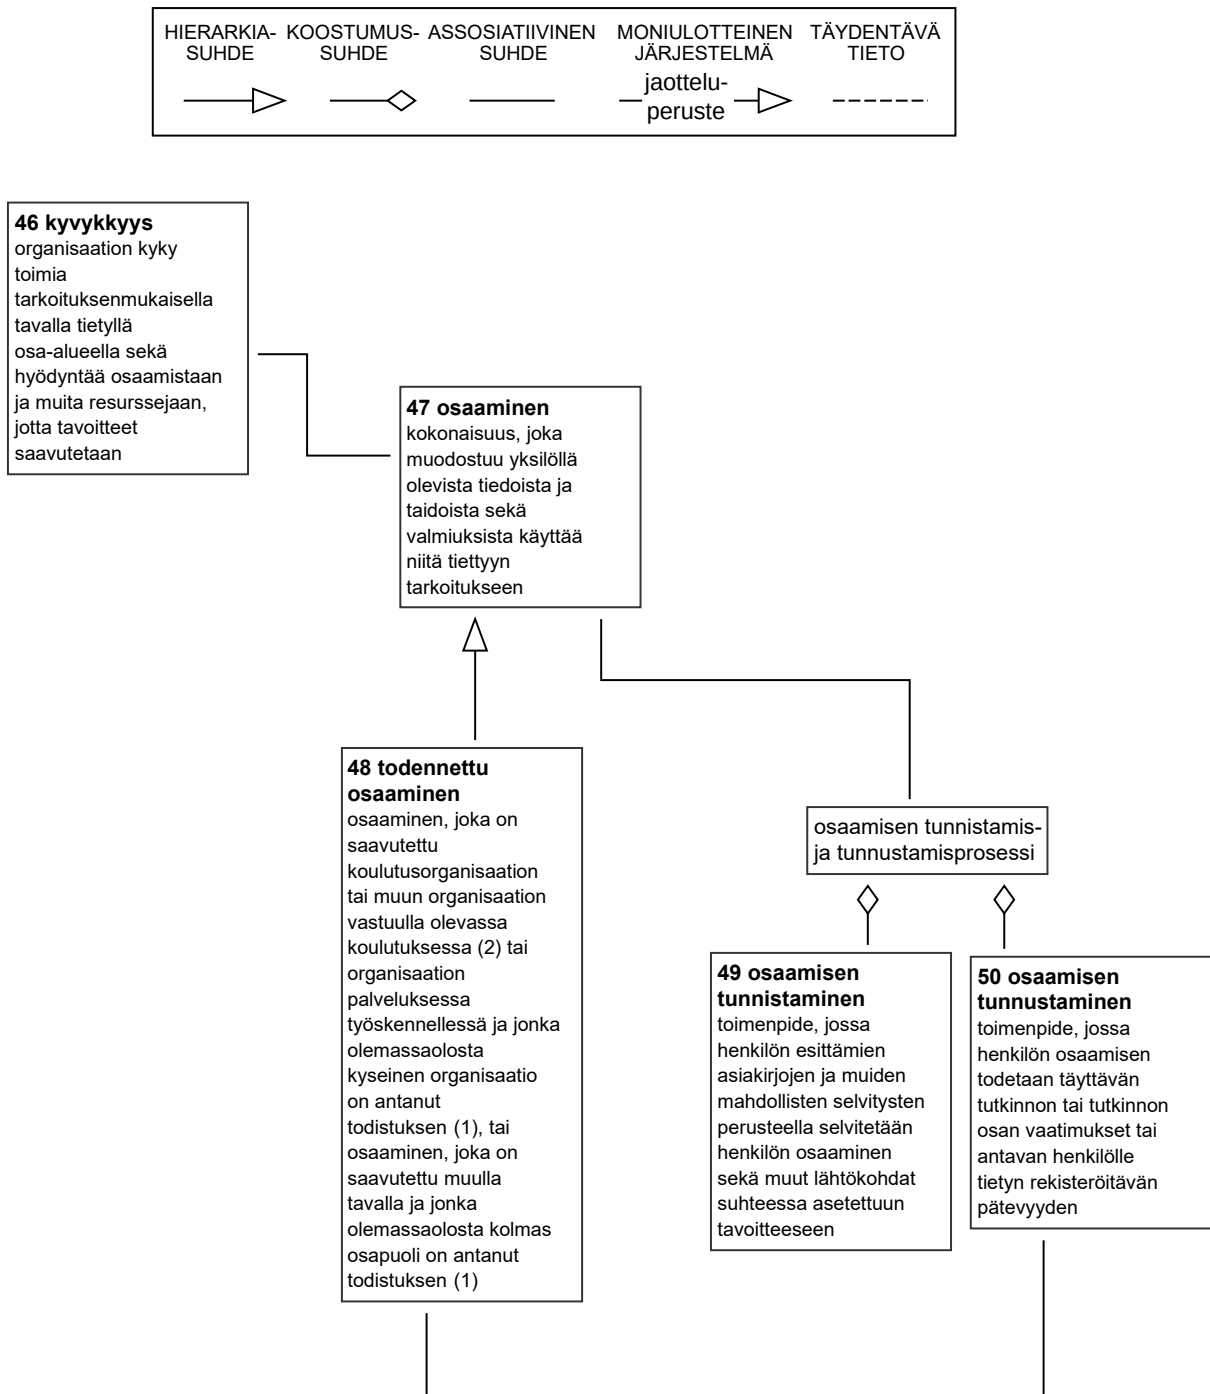 HIERARKIA-
SUHDE
KOOSTUMUS-
SUHDE
ASSOSIATIIVINEN
SUHDE
MONIULOTTEINEN
JÄRJESTELMÄ
jaottelu-
peruste
TÄYDENTÄVÄ
TIETO
46 kyvykkyys
organisaation kyky
toimia
tarkoituksenmukaisella
tavalla tietyllä
osa-alueella sekä
hyödyntää osaamistaan
ja muita resurssejaan,
jotta tavoitteet
saavutetaan
47 osaaminen
kokonaisuus, joka
muodostuu yksilöllä
olevista tiedoista ja
taidoista sekä
valmiuksista käyttää
niitä tiettyyn
tarkoitukseen
48 todennettu
osaaminen
osaaminen, joka on
saavutettu
koulutusorganisaation
tai muun organisaation
vastuulla olevassa
koulutuksessa (2) tai
organisaation
palveluksessa
työskennellessä ja jonka
olemassaolosta
kyseinen organisaatio
on antanut
todistuksen (1), tai
osaaminen, joka on
saavutettu muulla
tavalla ja jonka
olemassaolosta kolmas
osapuoli on antanut
todistuksen (1)
osaamisen tunnistamis-
ja tunnustamisprosessi
49 osaamisen
tunnistaminen
toimenpide, jossa
henkilön esittämien
asiakirjojen ja muiden
mahdollisten selvitysten
perusteella selvitetään
henkilön osaaminen
sekä muut lähtökohdat
suhteessa asetettuun
tavoitteeseen
50 osaamisen
tunnustaminen
toimenpide, jossa
henkilön osaamisen
todetaan täyttävän
tutkinnon tai tutkinnon
osan vaatimukset tai
antavan henkilölle
tietyn rekisteröitävän
pätevyyden